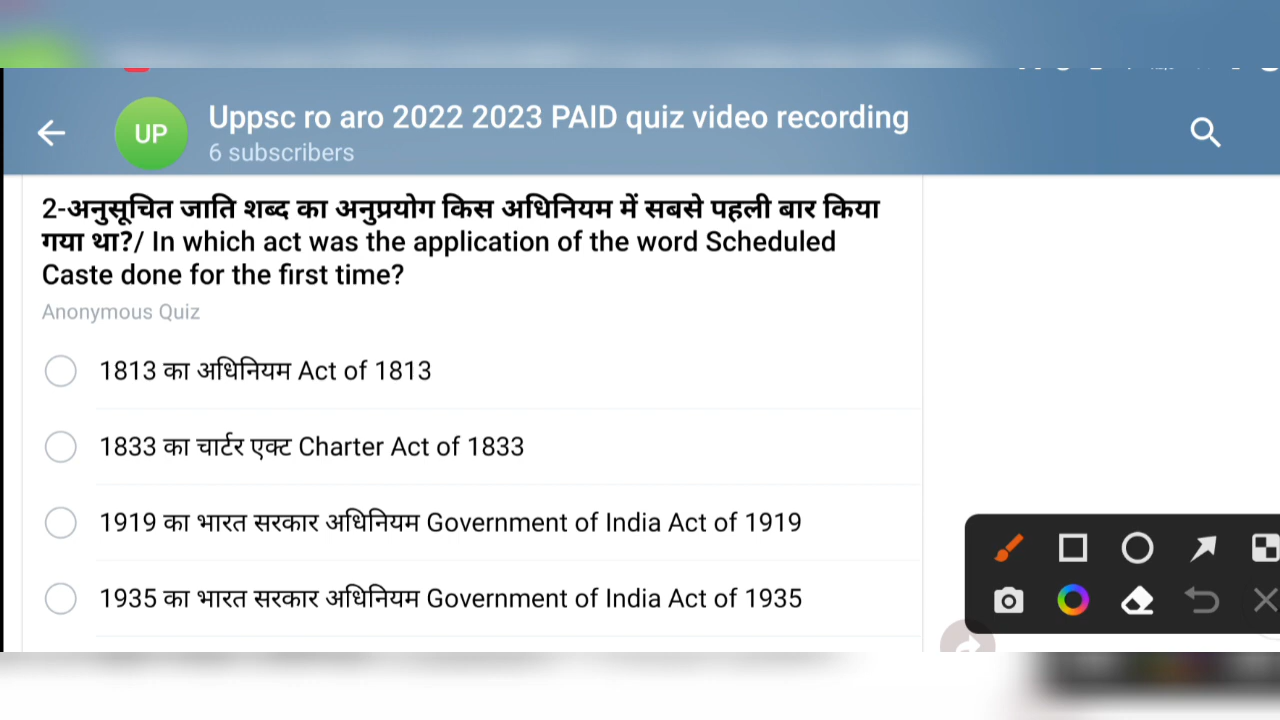 Uppsc ro aro 2022 2023 PAID quiz video recording
UP
6 subscribers
2-अनुसूचित जाति शब्द का अनुप्रयोग किस अधिनियम में सबसे पहली बार किया
गया था?/ In which act was the application of the word Scheduled
Caste done for the first time?
Anonymous Quiz
1813 का अधिनियम Act of 1813
1833 का चार्टर एक्ट Charter Act of 1833
1919 का भारत सरकार अधिनियम Government of India Act of 1919
1935 का भारत सरकार अधिनियम Government of India Act of 1935